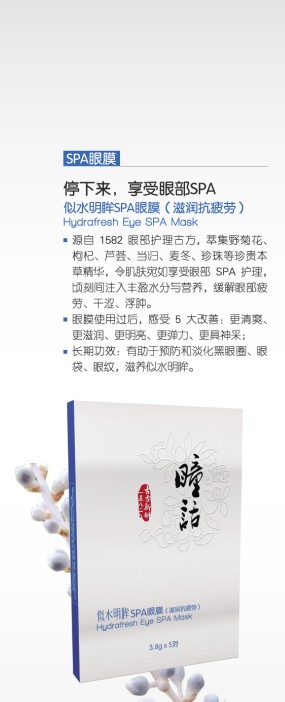 SPA眼膜
停下来，享受眼部SPA
似水明眸SPA眼膜（滋润抗疲劳）
Hydrafresh Eye SPA Mask
源自 1582 眼部护理古方，萃集野菊花、
枸杞、芦荟、当归、麦冬、珍珠等珍贵本
草精华，令肌肤宛如享受眼部 SPA 护理，
顷刻间注入丰盈水分与营养，缓解眼部疲
劳、干涩、浮肿。
眼膜使用过后，感受 5 大改善：更清爽、
更滋润、更明亮、更弹力、更具神采；
长期功效：有助于预防和淡化黑眼圈、眼
袋、眼纹，滋养似水明眸。
瞳話
似水明眸SPA眼膜（滋润抗疲劳）
Hydrafresh Eye SPA Mask
3.8g x 5对